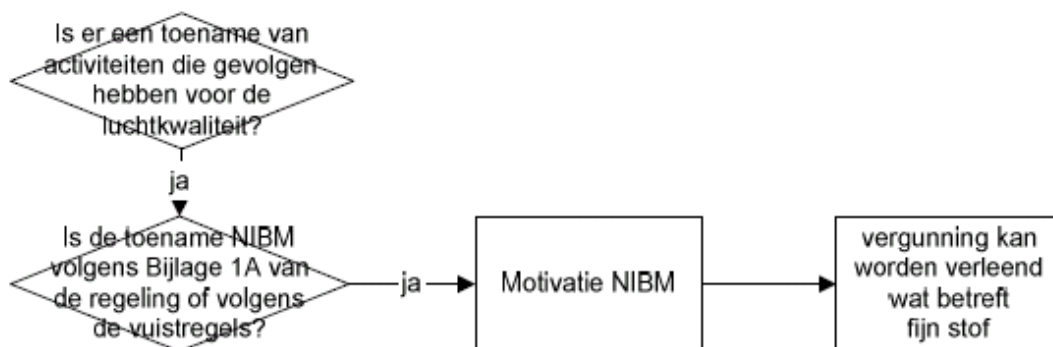 Is er een toename van
activiteiten die gevolgen
hebben voor de
luchtkwaliteit?
ja
Is de toename NIBM
volgens Bijlage 1A van
de regeling of volgens
de vuistregels?
ja
Motivatie NIBM
vergunning kan
worden verleend
wat betreft
fijn stof